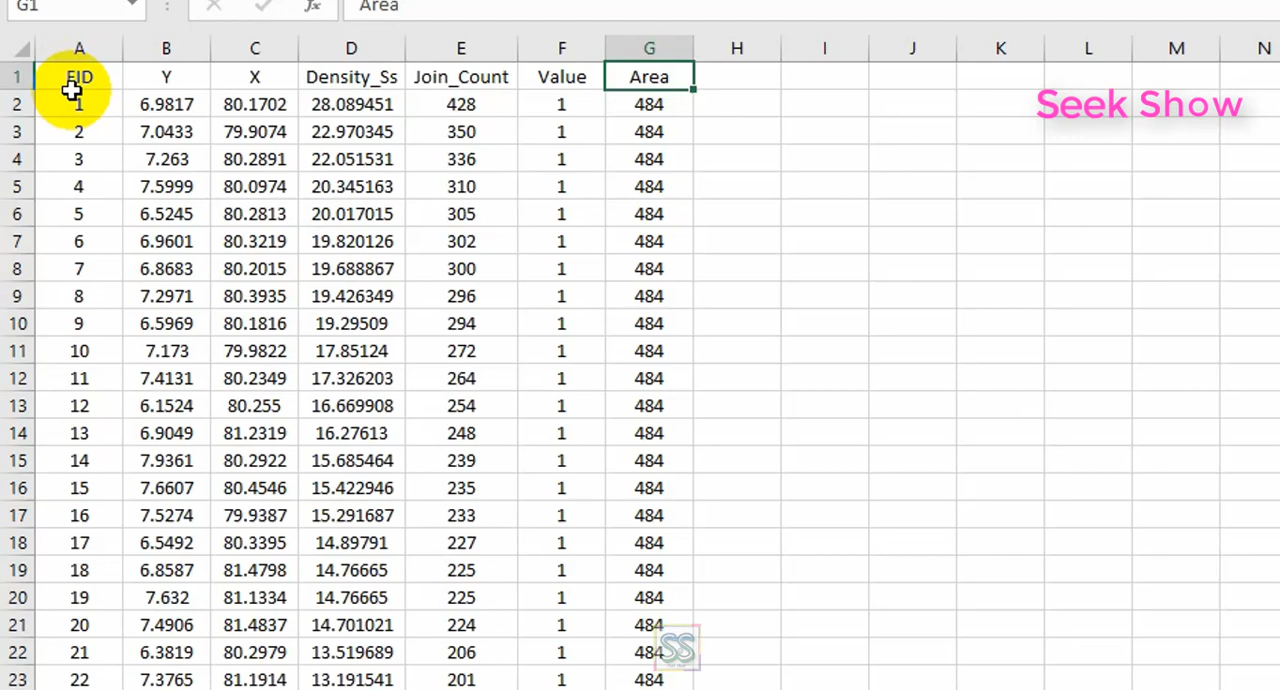 G1 fx Area
A B C D E F G H I J K L M N
1 FID Y X Density_Ss Join_Count Value Area
Seek Show
2 1 6.9817 80.1702 28.089451 428 1 484
3 2 7.0433 79.9074 22.970345 350 1 484
4 3 7.263 80.2891 22.051531 336 1 484
5 4 7.5999 80.0974 20.345163 310 1 484
6 5 6.5245 80.2813 20.017015 305 1 484
7 6 6.9601 80.3219 19.820126 302 1 484
8 7 6.8683 80.2015 19.688867 300 1 484
9 8 7.2971 80.3935 19.426349 296 1 484
10 9 6.5969 80.1816 19.29509 294 1 484
11 10 7.173 79.9822 17.85124 272 1 484
12 11 7.4131 80.2349 17.326203 264 1 484
13 12 6.1524 80.255 16.669908 254 1 484
14 13 6.9049 81.2319 16.27613 248 1 484
15 14 7.9361 80.2922 15.685464 239 1 484
16 15 7.6607 80.4546 15.422946 235 1 484
17 16 7.5274 79.9387 15.291687 233 1 484
18 17 6.5492 80.3395 14.89791 227 1 484
19 18 6.8587 81.4798 14.76665 225 1 484
20 19 7.632 81.1334 14.76665 225 1 484
21 20 7.4906 81.4837 14.701021 224 1 484
22 21 6.3819 80.2979 13.519689 206 1 484
SS
23 22 7.3765 81.1914 13.191541 201 1 484